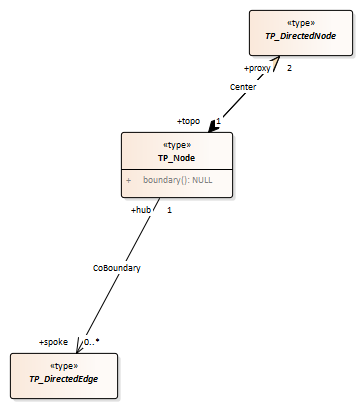 «type»
TP_DirectedNode
+proxy 2
Center
+topo 1
«type»
TP_Node
+ boundary(): NULL
+hub 1
CoBoundary
+spoke 0..*
«type»
TP_DirectedEdge